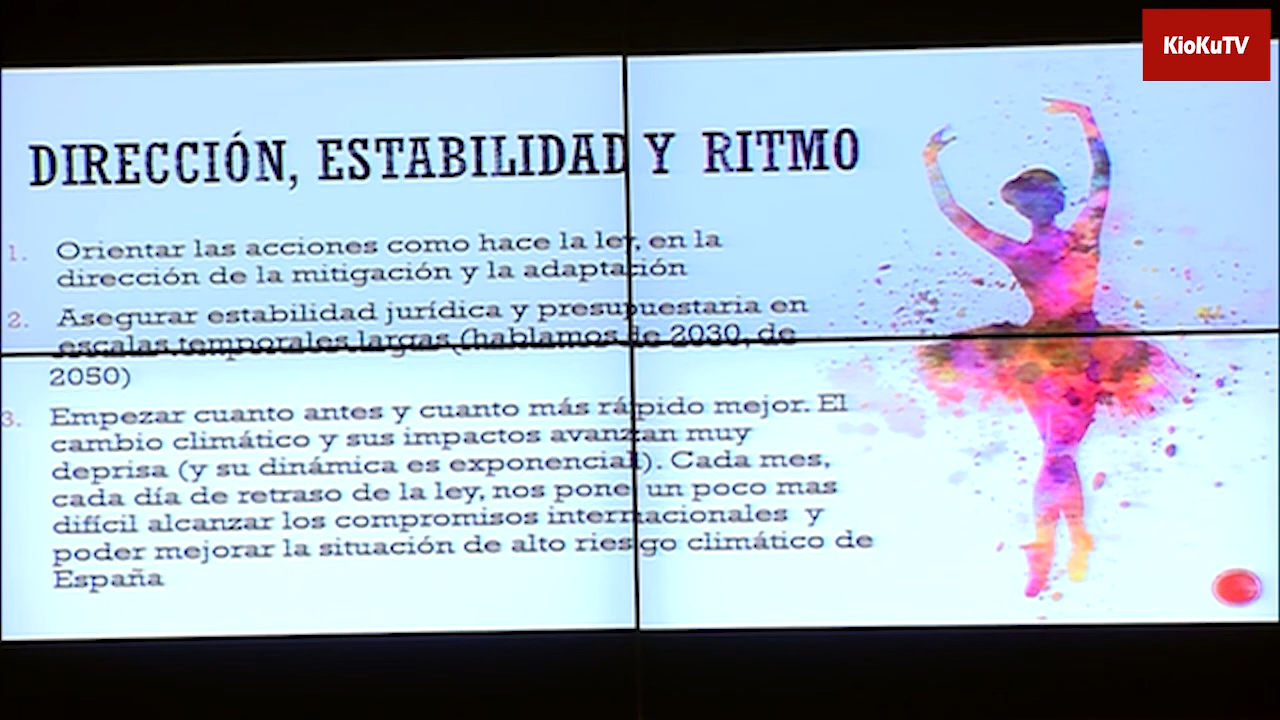 KioKuTV
DIRECCIÓN, ESTABILIDAD Y RITMO
1. Orientar las acciones como hace la ley, en la
dirección de la mitigación y la adaptación
2. Asegurar estabilidad jurídica y presupuestaria en
escalas temporales largas (hablamos de 2030, de
2050)
3. Empezar cuanto antes y cuanto más rápido mejor. El
cambio climático y sus impactos avanzan muy
deprisa (y su dinámica es exponencial). Cada mes,
cada día de retraso de la ley, nos pone un poco mas
difícil alcanzar los compromisos internacionales y
poder mejorar la situación de alto riesgo climático de
España